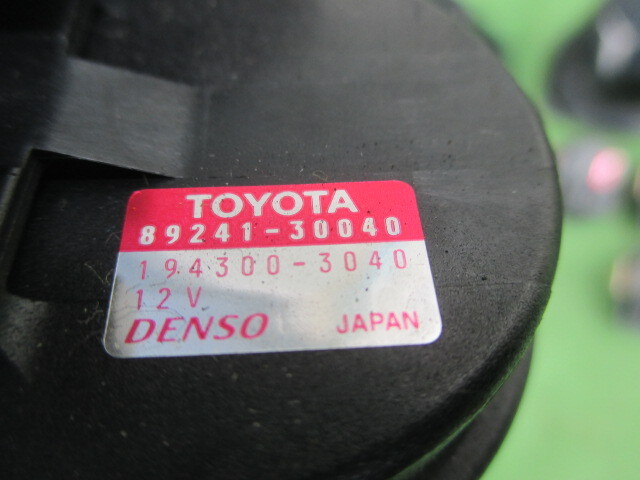 TOYOTA
89241-30040
194300-3040
12V
DENSO JAPAN